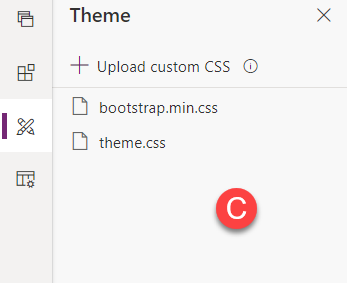 Theme
Upload custom CSS
bootstrap.min.css
theme.css
C